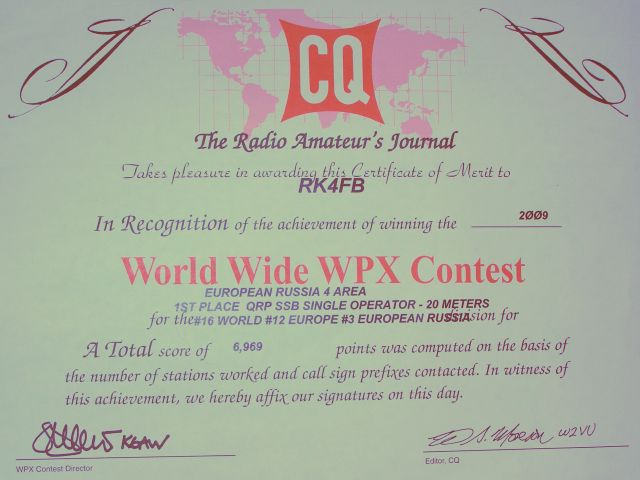 CQ
The Radio Amateur's Journal
Takes pleasure in awarding this Certificate of Merit to
RK4FB
In Recognition of the achievement of winning the 2009
World Wide WPX Contest
EUROPEAN RUSSIA 4 AREA
1ST PLACE QRP SSB SINGLE OPERATOR - 20 METERS
for the #16 WORLD #12 EUROPE #3 EUROPEAN RUSSIA division for
A Total score of 6,969 points was computed on the basis of
the number of stations worked and call sign prefixes contacted. In witness of
this achievement, we hereby affix our signatures on this day.
K6AW
W2VU
WPX Contest Director
Editor, CQ